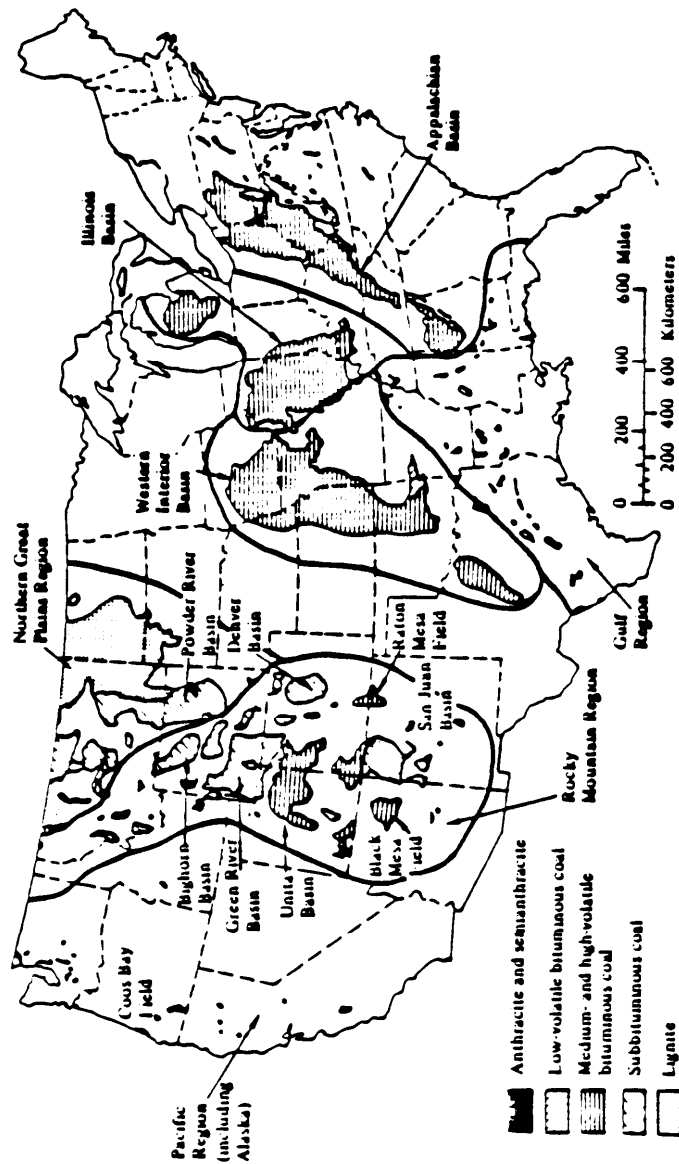 Northern Great
Plains Region
Illinois
Basin
Western
Interior
Basin
Powder River
Basin
Denver
Basin
Appalachian
Basin
Coos Bay
Field
Pacific
Region
(including
Alaska)
Bighorn
Basin
Green River
Basin
Uinta
Basin
Black
Mesa
Field
San Juan
Basin
Raton
Mesa
Field
Rocky
Mountain Region
Gulf
Region
0 200 400 600 Miles
0 200 400 600 Kilometers
Anthracite and semianthracite
Low-volatile bituminous coal
Medium- and high-volatile
bituminous coal
Subbituminous coal
Lignite